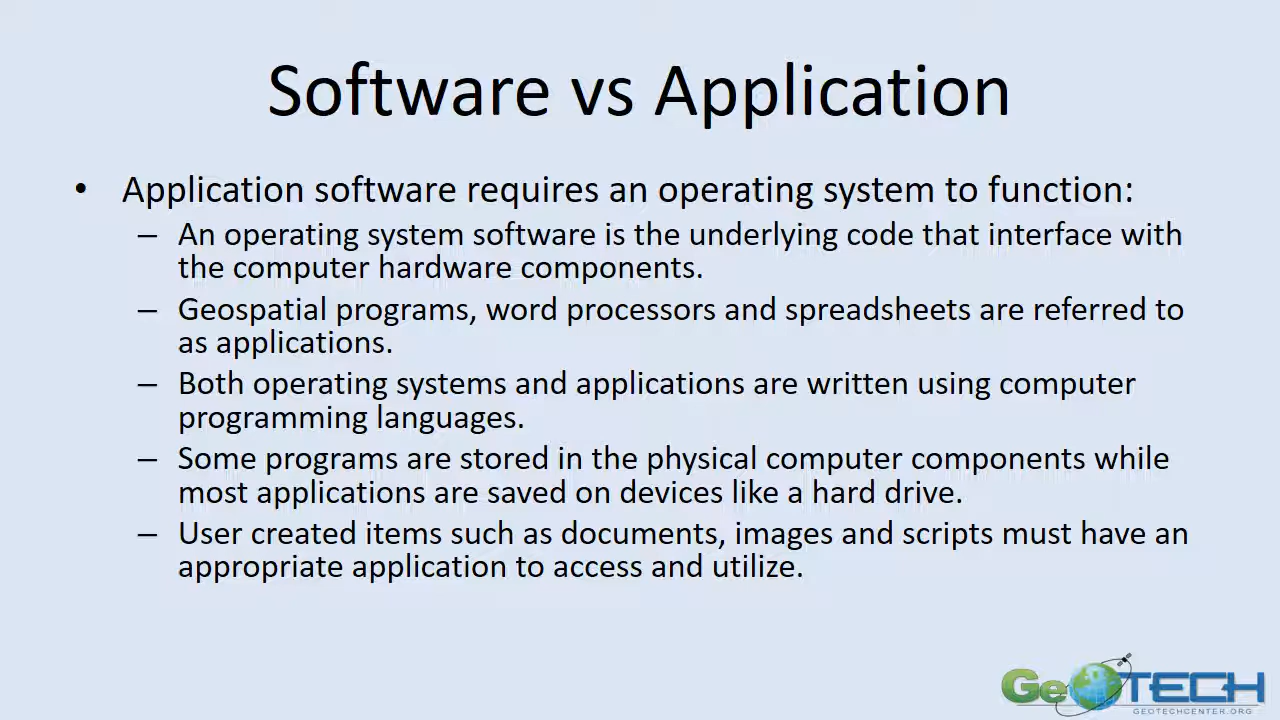 Software vs Application
• Application software requires an operating system to function:
– An operating system software is the underlying code that interface with
the computer hardware components.
– Geospatial programs, word processors and spreadsheets are referred to
as applications.
– Both operating systems and applications are written using computer
programming languages.
– Some programs are stored in the physical computer components while
most applications are saved on devices like a hard drive.
– User created items such as documents, images and scripts must have an
appropriate application to access and utilize.
GeoTECH
GEOTECHCENTER.ORG